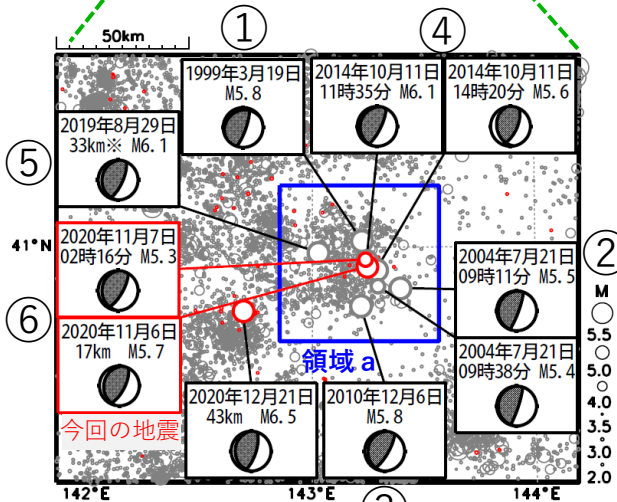 50km
①
④
1999年3月19日
M5.8
2014年10月11日
11時35分 M6.1
2014年10月11日
14時20分 M5.6
2019年8月29日
33km※ M6.1
⑤
41°N
2020年11月7日
02時16分 M5.3
2004年7月21日
09時11分 M5.5
②
⑥
2020年11月6日
17km M5.7
領域a
2004年7月21日
09時38分 M5.4
M
5.5
5.0
4.0
3.5
3.0
2.0
今回の地震
2020年12月21日
43km M6.5
2010年12月6日
M5.8
142°E
143°E
144°E